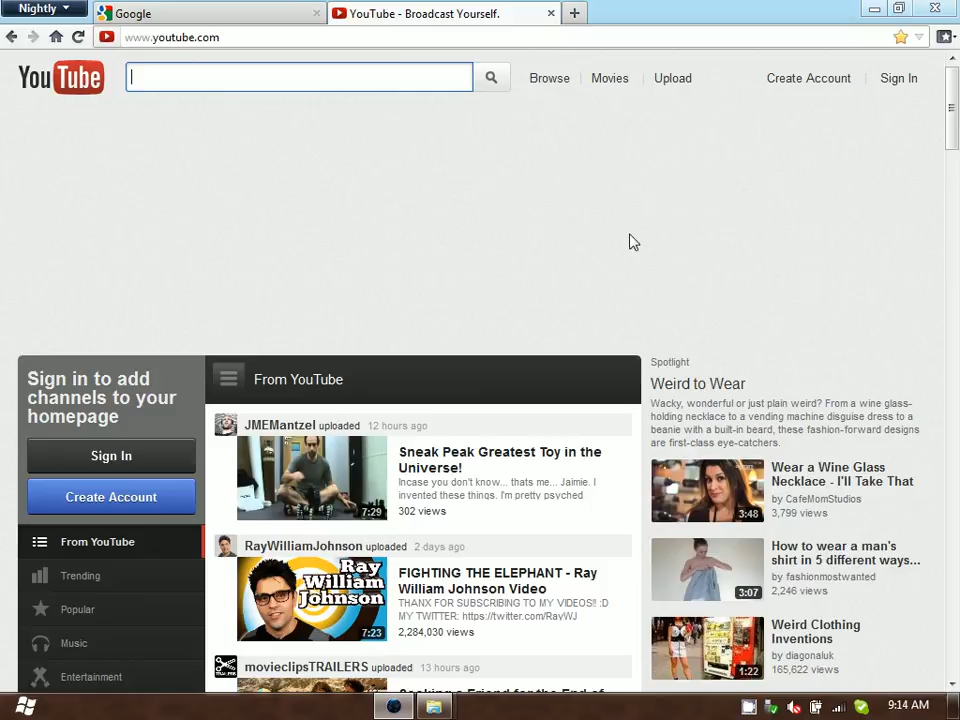 Nightly
Google
YouTube - Broadcast Yourself.
www.youtube.com
YouTube
Browse
Movies
Upload
Create Account
Sign In
Sign in to add
channels to your
homepage
Sign In
Create Account
From YouTube
Trending
Popular
Music
Entertainment
From YouTube
JMEMantzel uploaded 12 hours ago
7:29
Sneak Peak Greatest Toy in the
Universe!
Incase you don't know... thats me.. Jaimie. I
invented these things. I'm pretty psyched
302 views
RayWilliamJohnson uploaded 2 days ago
Ray
William
Johnson
7:23
FIGHTING THE ELEPHANT - Ray
William Johnson Video
THANX FOR SUBSCRIBING TO MY VIDEOS!! :D
MY TWITTER: https://twitter.com/RayWJ
2,284,030 views
movieclipsTRAILERS uploaded 13 hours ago
Seeking a Friend for the End of
Spotlight
Weird to Wear
Wacky, wonderful or just plain weird? From a wine glass-
holding necklace to a vending machine disguise dress to a
beanie with a built-in beard, these fashion-forward designs
are first-class eye-catchers.
3:48
Wear a Wine Glass
Necklace - I'll Take That
by CafeMomStudios
3,799 views
3:07
How to wear a man's
shirt in 5 different ways...
by fashionmostwanted
2,246 views
1:22
Weird Clothing
Inventions
by diagonaluk
165,622 views
9:14 AM